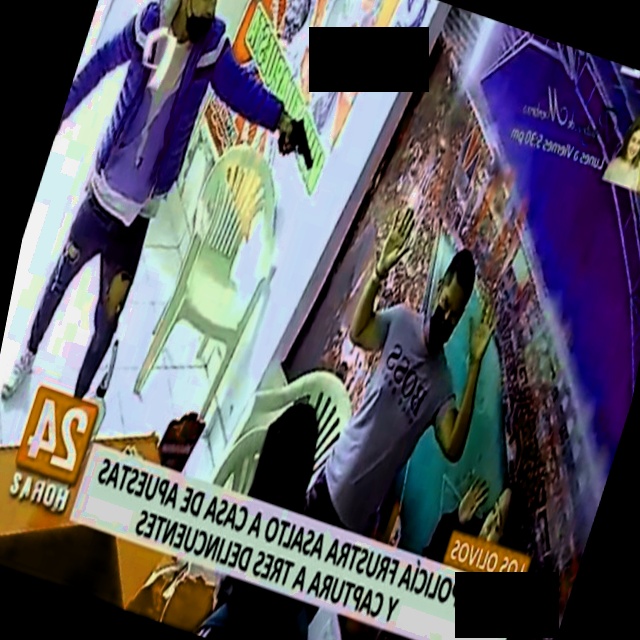 Lunes a Viernes 5:30 pm
BOSS
LOS OLIVOS
24
HORAS
POLICÍA FRUSTRA ASALTO A CASA DE APUESTAS
Y CAPTURA A TRES DELINCUENTES